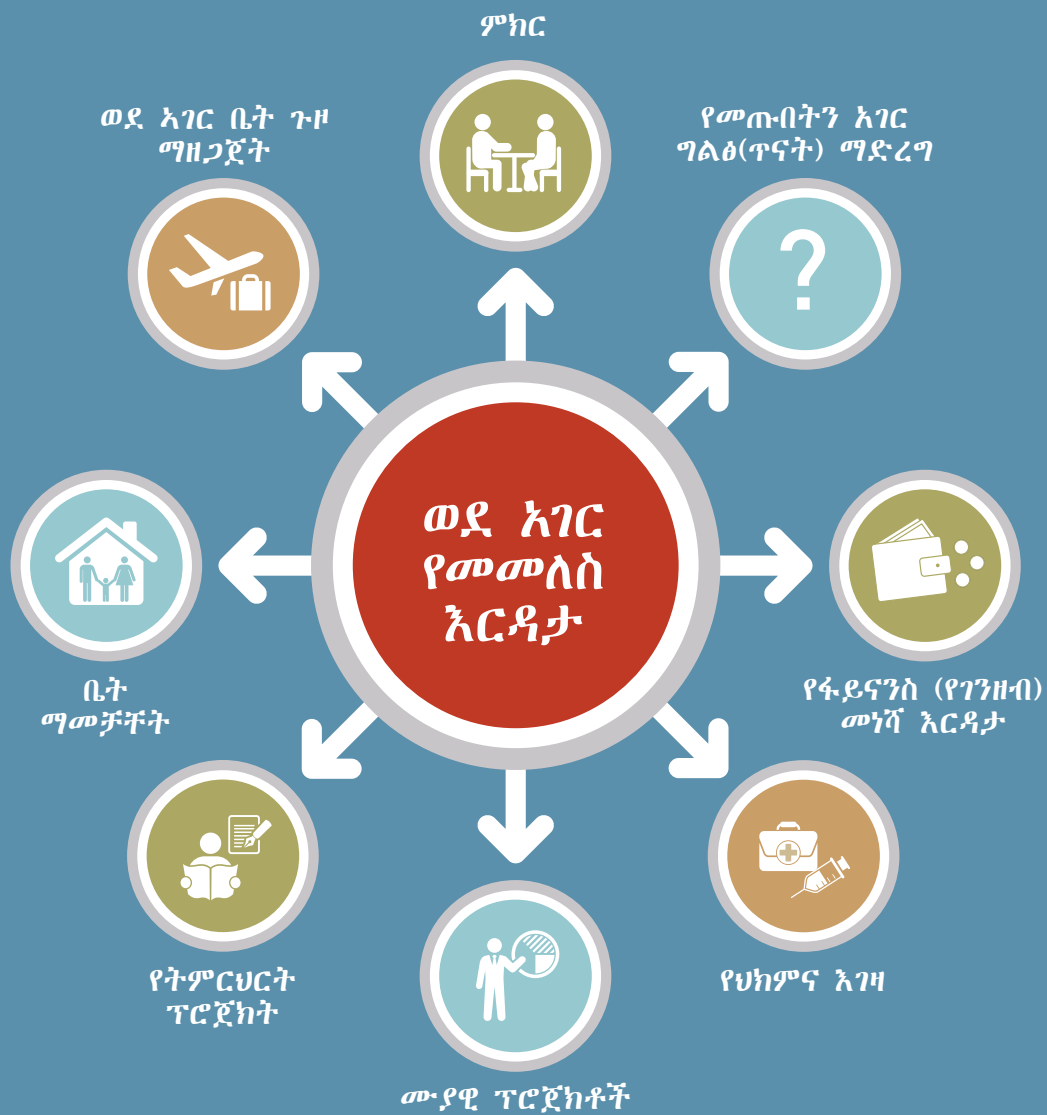 ምክር
ወደ ኣገር ቤት ጉዞ
ማዘጋጀት
የመጡበትን አገር
ግልፅ(ጥናት) ማድረግ
ወደ አገር
የመመለስ
እርዳታ
ቤት
ማመቻቸት
የፋይናንስ (የገንዘብ)
መነሻ እርዳታ
የትምርህርት
ፕሮጀክት
የህክምና እገዛ
ሙያዊ ፕሮጀክቶች